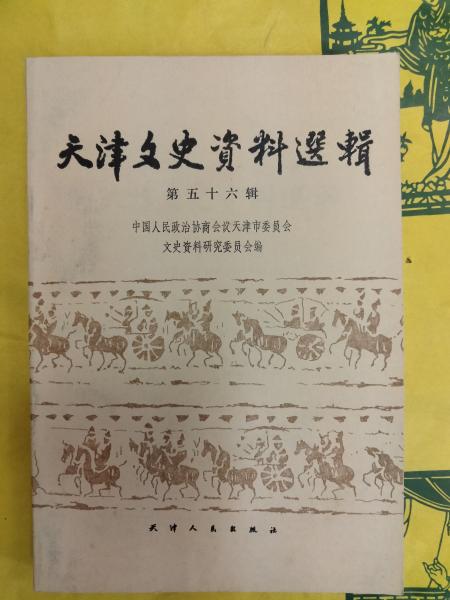 天津文史資料選輯
第五十六辑
中国人民政治协商会议天津市委员会
文史资料研究委员会编
天津人民出版社